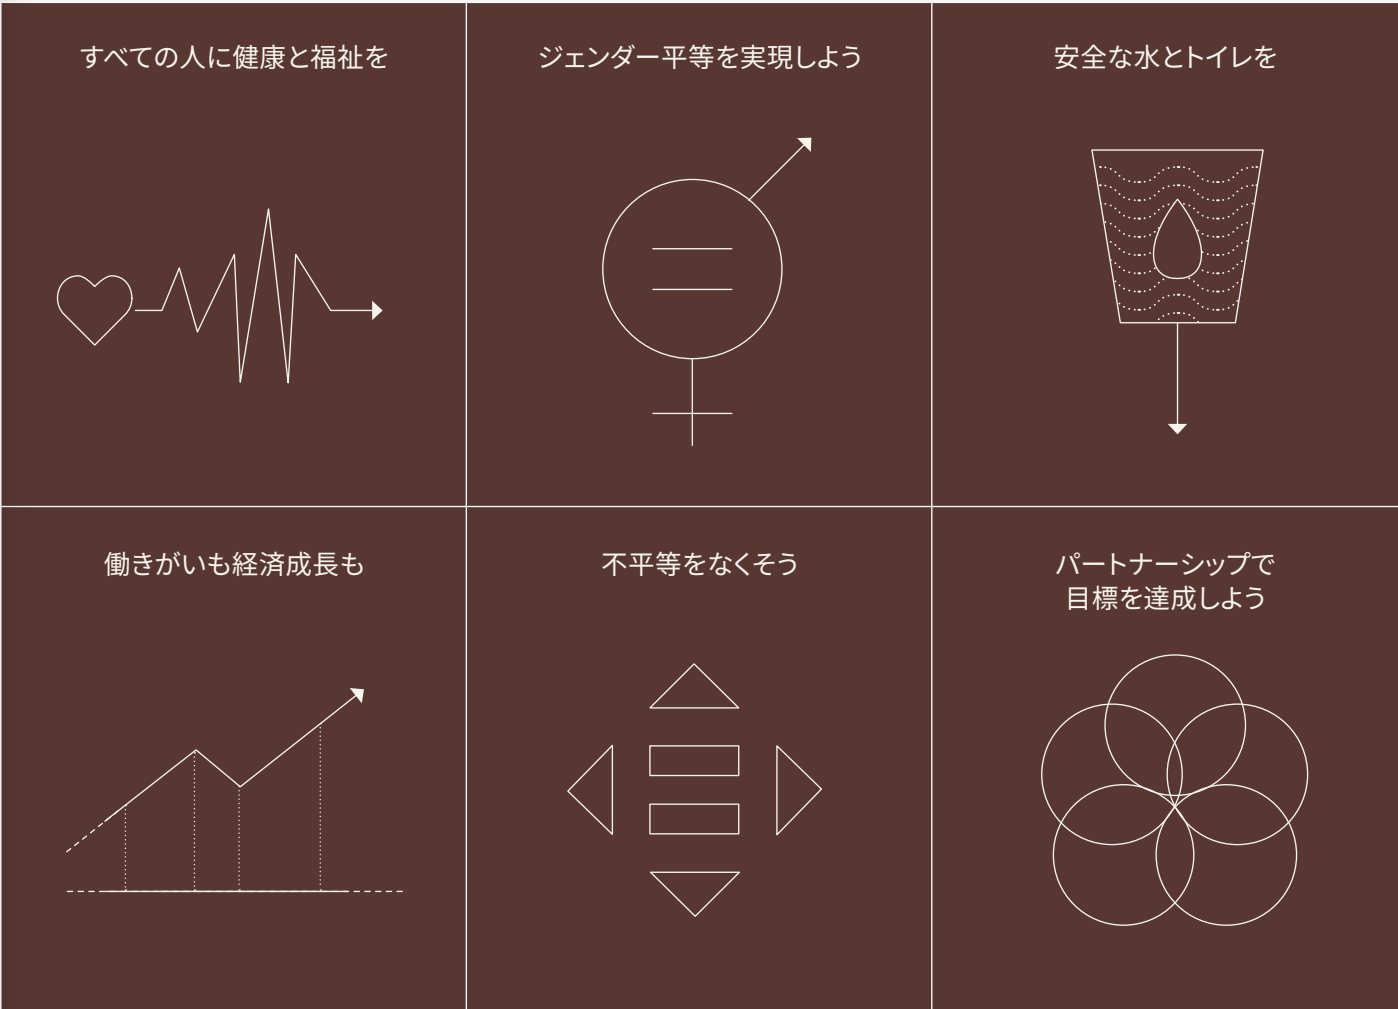 すべての人に健康と福祉を
ジェンダー平等を実現しよう
安全な水とトイレを
働きがいも経済成長も
不平等をなくそう
パートナーシップで
目標を達成しよう